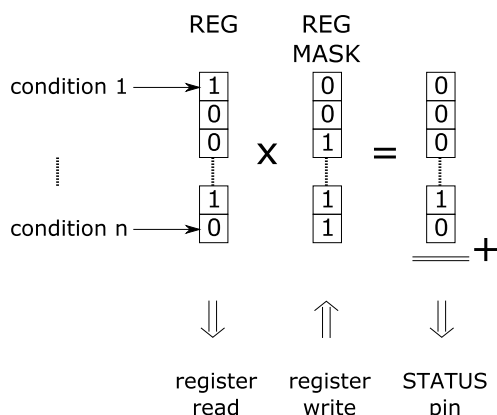 REG REG
MASK
condition 1 1 0 0
0 0 0
0 x 1 = 0
1 1 1
condition n 0 1 0
+
register register STATUS
read write pin